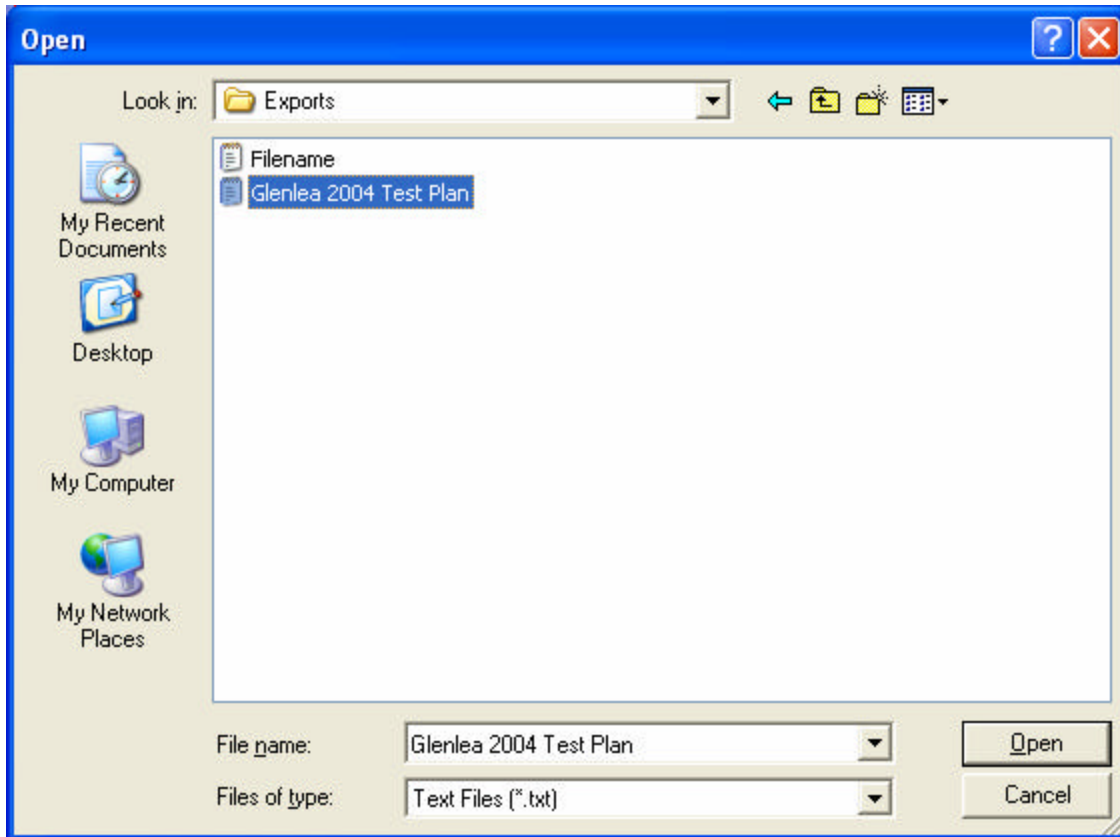 Open
Look in: Exports
Filename
Glenlea 2004 Test Plan
My Recent
Documents
Desktop
My Computer
My Network
Places
File name: Glenlea 2004 Test Plan Open
Files of type: Text Files (*.txt) Cancel